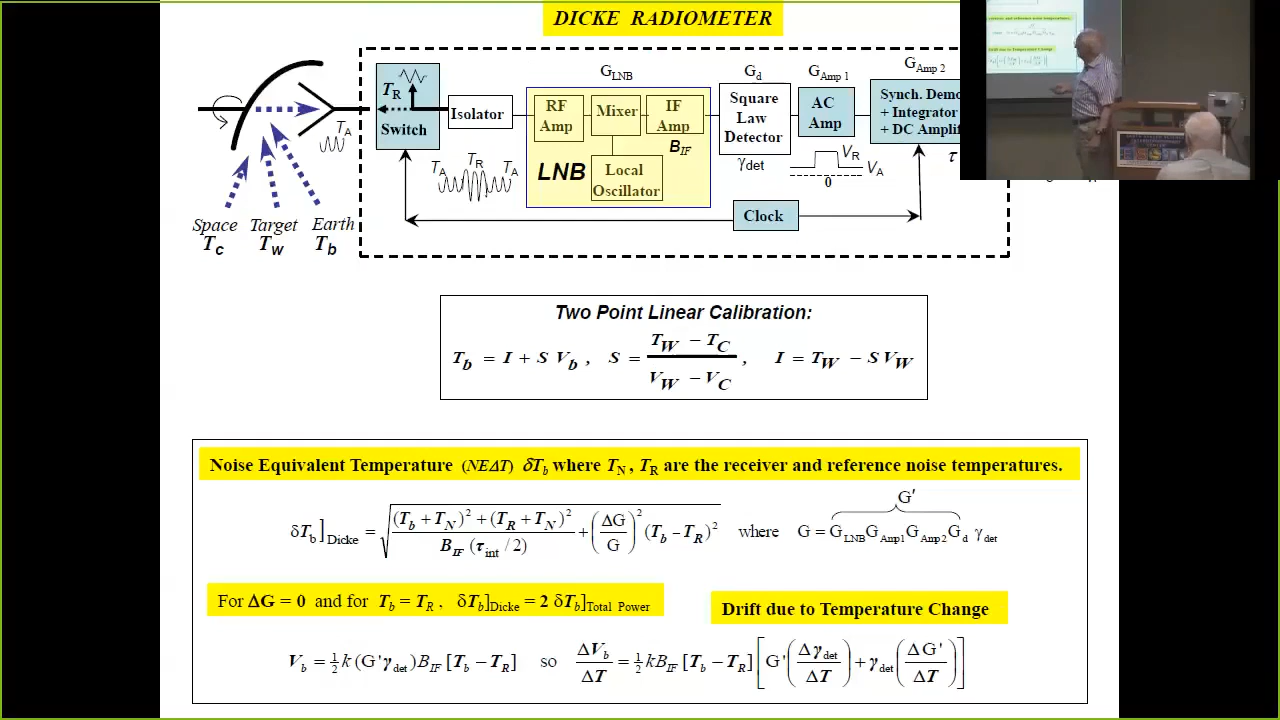 DICKE RADIOMETER
G_LNB G_d G_Amp 1 G_Amp 2
T_R
Switch
Isolator
RF Amp
Mixer
IF Amp
B_IF
LNB
Local Oscillator
Square Law Detector
γdet
AC Amp
Synch. Demo
+ Integrator
+ DC Amplif
τ
T_A
T_A T_R T_A
V_R
V_A
0
Clock
Space Target Earth
T_c T_w T_b
Two Point Linear Calibration:
T_b = I + S V_b , S = (T_W − T_C) / (V_W − V_C) , I = T_W − S V_W
Noise Equivalent Temperature (NEΔT) δT_b where T_N , T_R are the receiver and reference noise temperatures.
δT_b]_Dicke = √((T_b + T_N)² + (T_R + T_N)² / B_IF (τ_int / 2) + (ΔG / G)² (T_b − T_R)²) where G = G_LNB G_Amp1 G_Amp2 G_d γ_det
G'
For ΔG = 0 and for T_b = T_R , δT_b]_Dicke = 2 δT_b]_Total Power
Drift due to Temperature Change
V_b = ½ k (G' γ_det) B_IF [T_b − T_R] so ΔV_b / ΔT = ½ k B_IF [T_b − T_R] [G' (Δγ_det / ΔT) + γ_det (ΔG' / ΔT)]